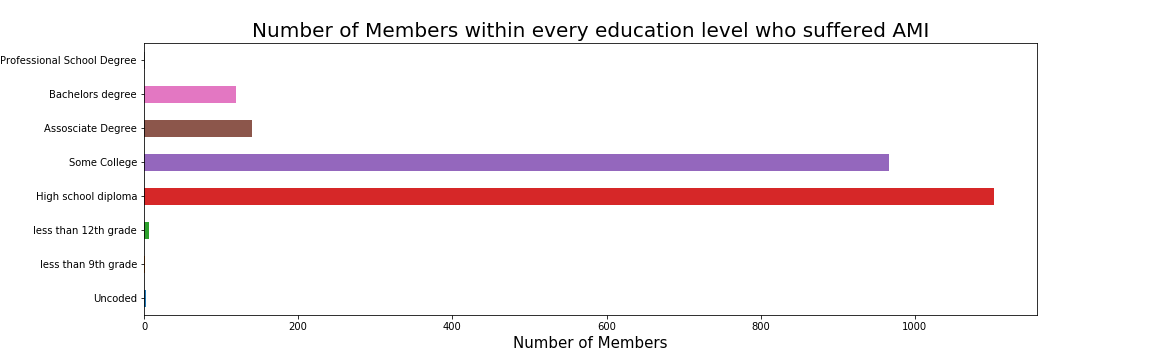 Number of Members within every education level who suffered AMI
Professional School Degree
Bachelors degree
Assosciate Degree
Some College
High school diploma
less than 12th grade
less than 9th grade
Uncoded
0 200 400 600 800 1000
Number of Members